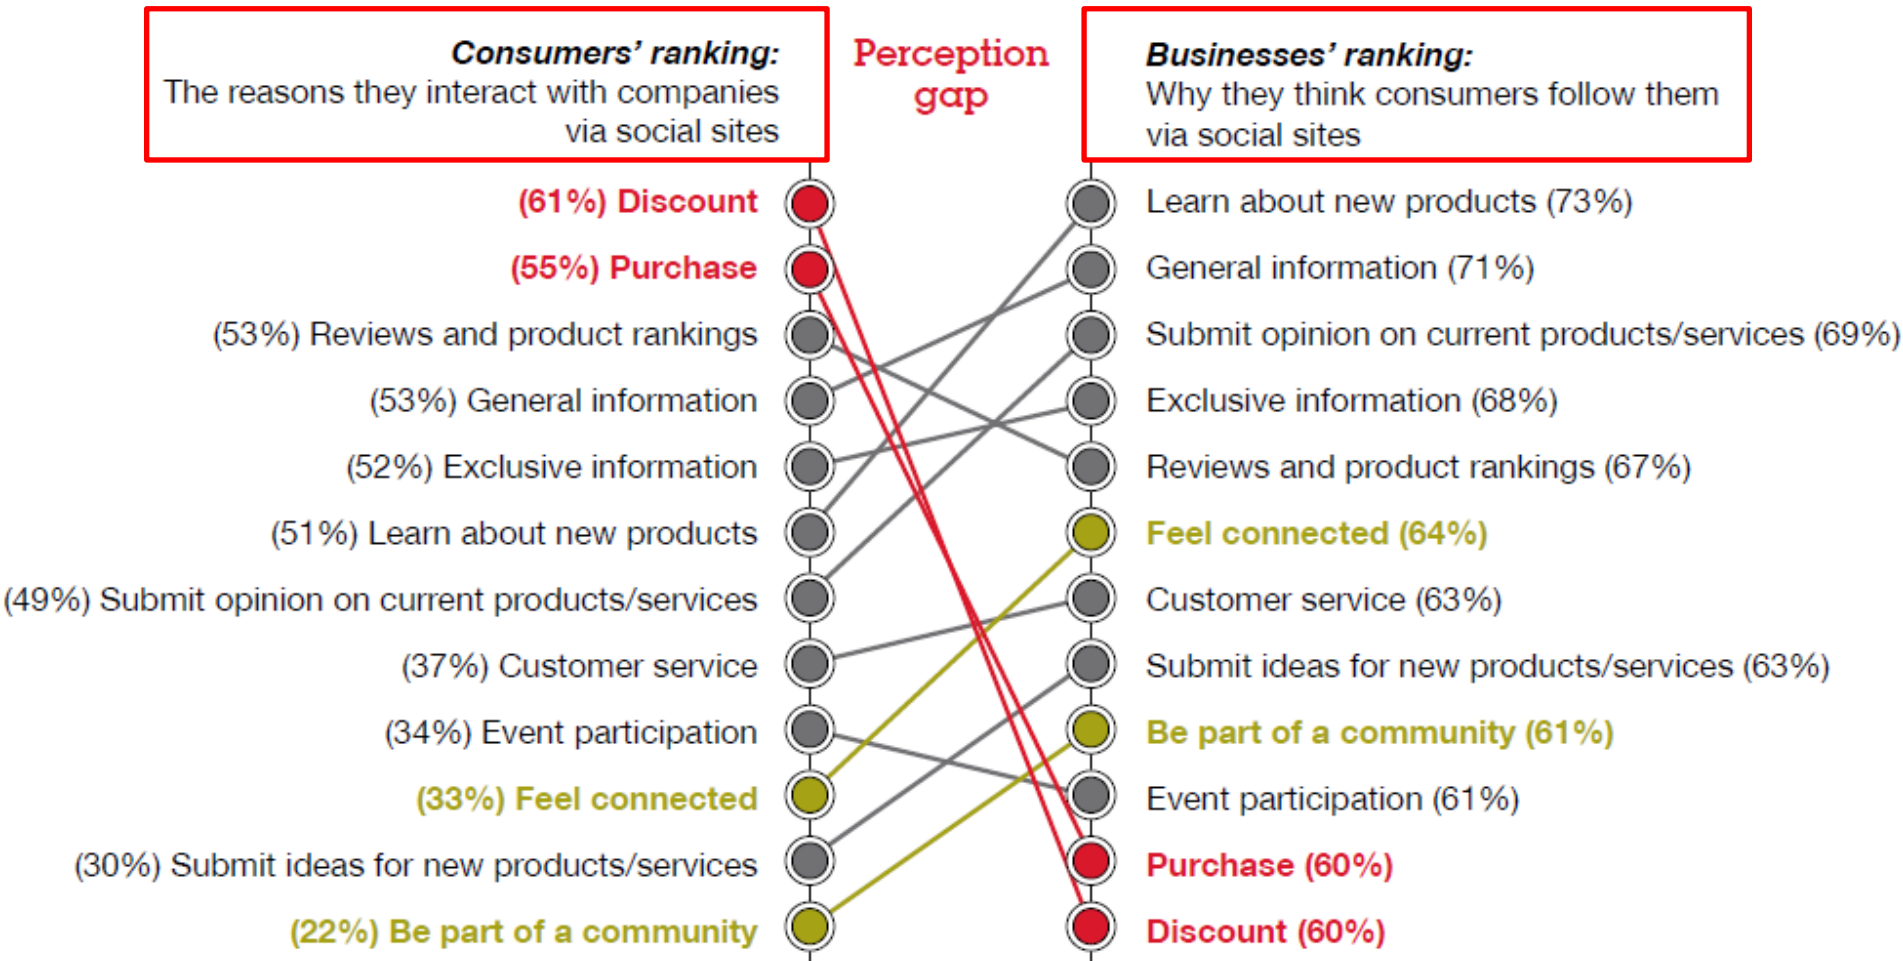 Consumers’ ranking:
The reasons they interact with companies
via social sites
Perception
gap
Businesses’ ranking:
Why they think consumers follow them
via social sites
(61%) Discount
(55%) Purchase
(53%) Reviews and product rankings
(53%) General information
(52%) Exclusive information
(51%) Learn about new products
(49%) Submit opinion on current products/services
(37%) Customer service
(34%) Event participation
(33%) Feel connected
(30%) Submit ideas for new products/services
(22%) Be part of a community
Learn about new products (73%)
General information (71%)
Submit opinion on current products/services (69%)
Exclusive information (68%)
Reviews and product rankings (67%)
Feel connected (64%)
Customer service (63%)
Submit ideas for new products/services (63%)
Be part of a community (61%)
Event participation (61%)
Purchase (60%)
Discount (60%)